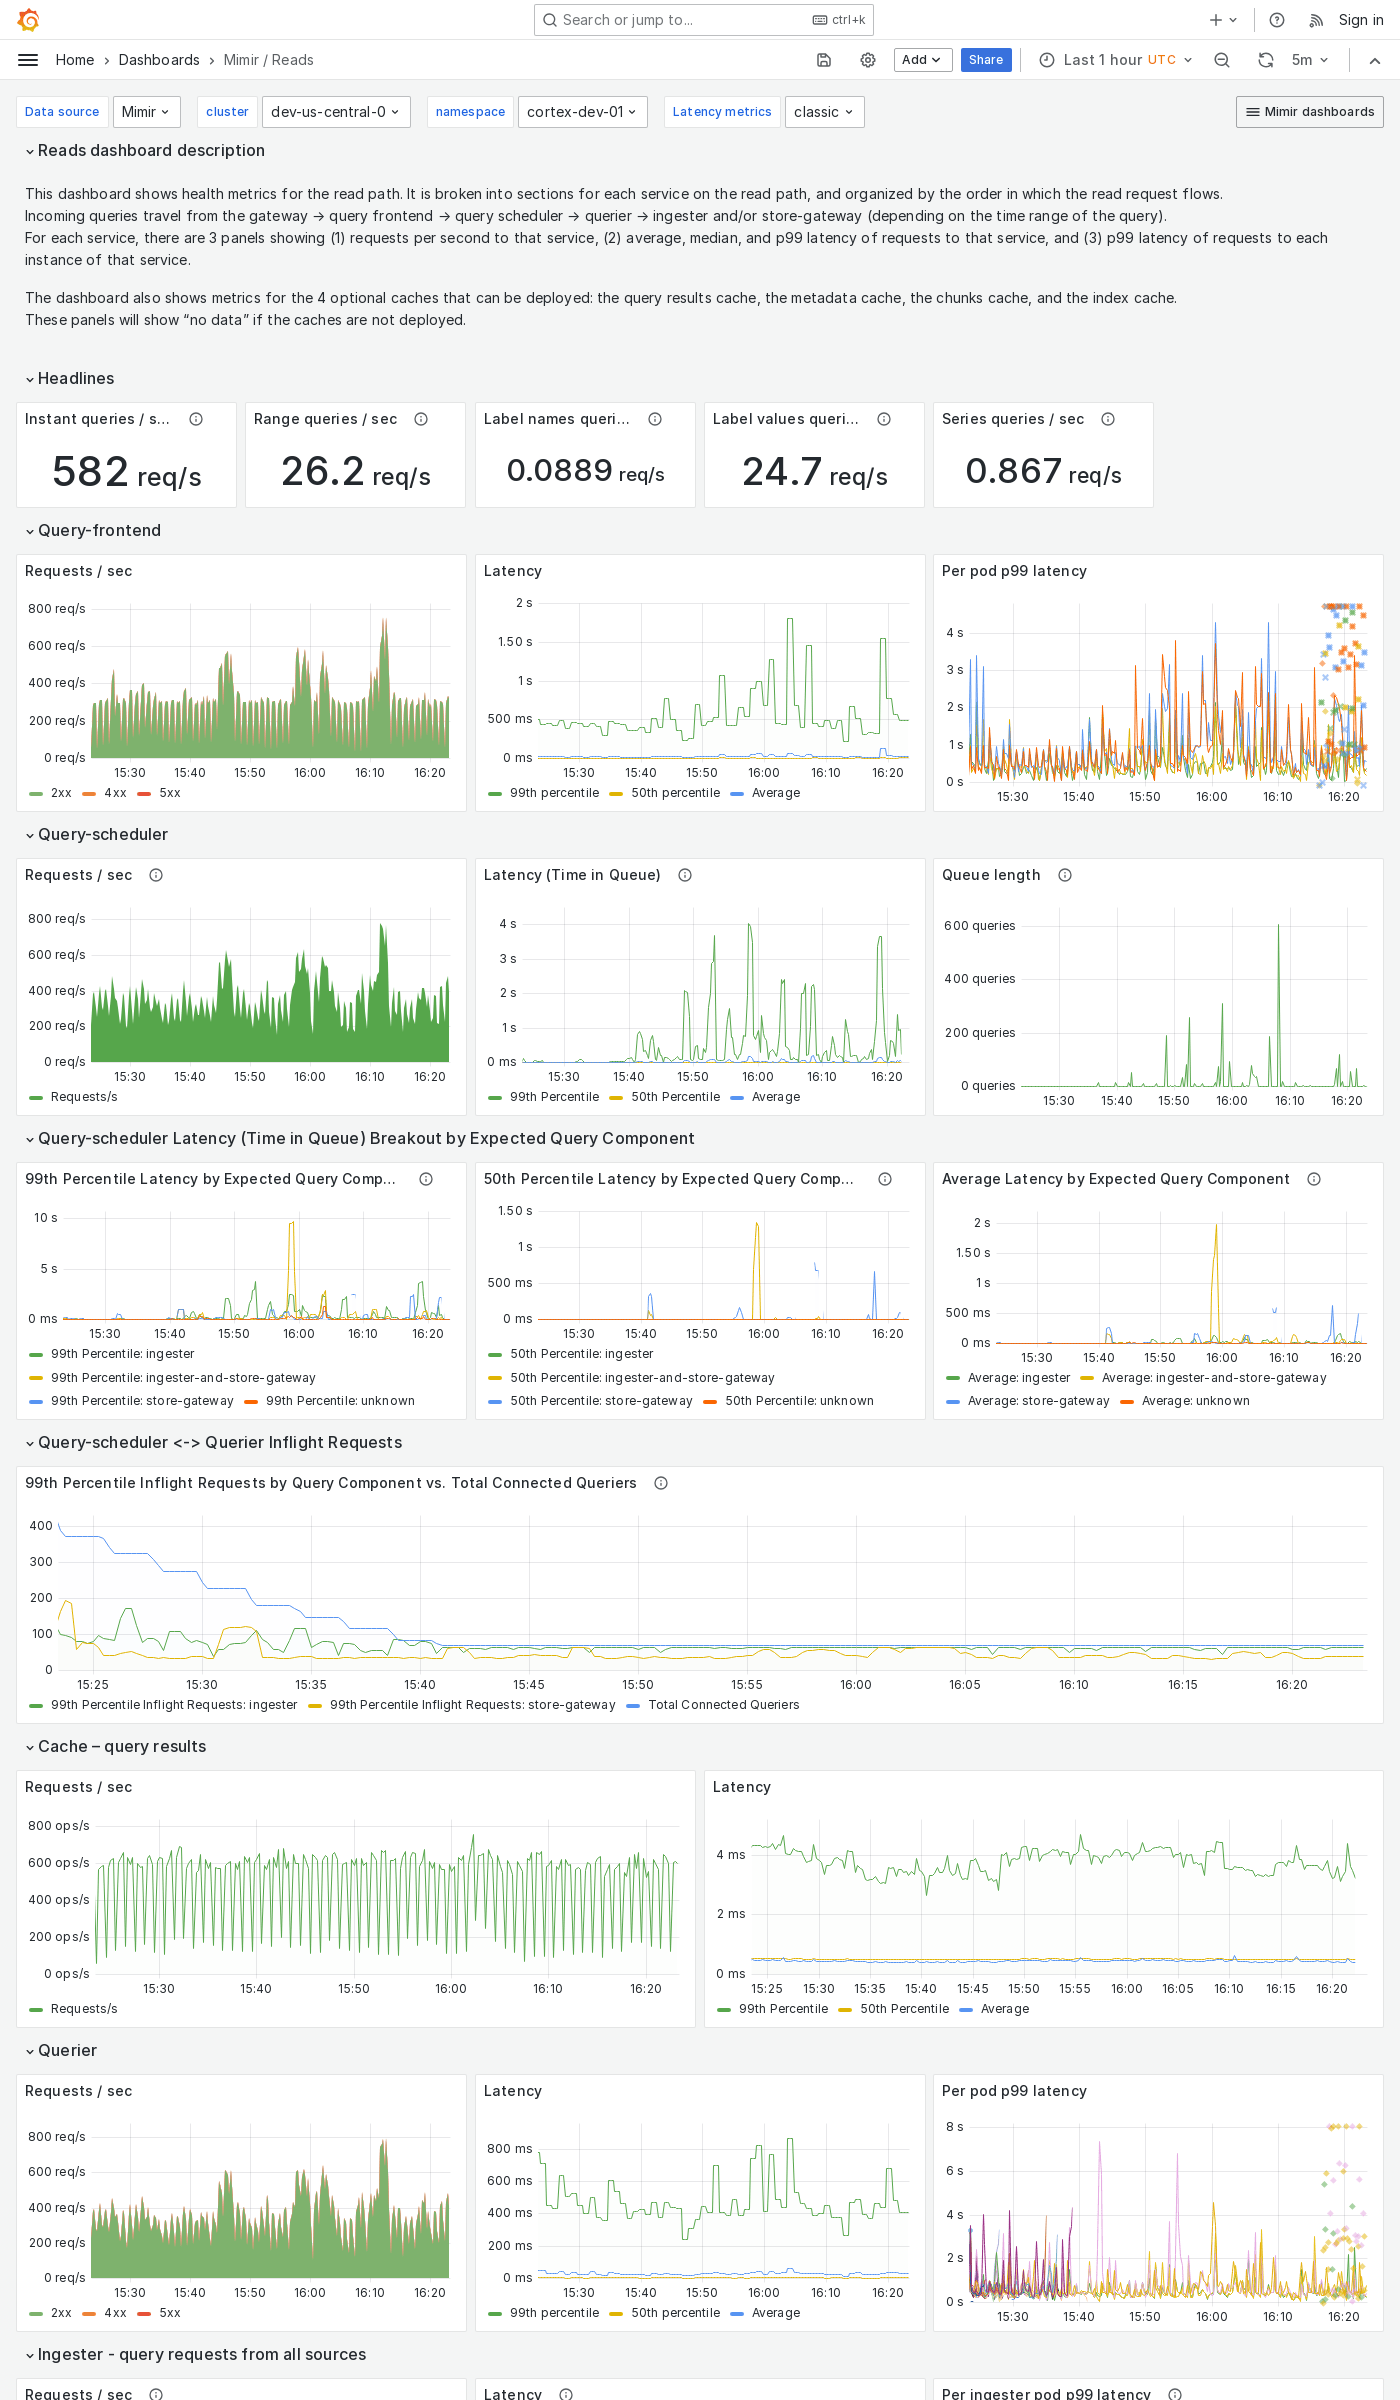 Search or jump to...
ctrl+k
Sign in
Home
Dashboards
Mimir / Reads
Add
Share
Last 1 hour UTC
5m
Data source
Mimir
cluster
dev-us-central-0
namespace
cortex-dev-01
Latency metrics
classic
Mimir dashboards
Reads dashboard description
This dashboard shows health metrics for the read path. It is broken into sections for each service on the read path, and organized by the order in which the read request flows.
Incoming queries travel from the gateway → query frontend → query scheduler → querier → ingester and/or store-gateway (depending on the time range of the query).
For each service, there are 3 panels showing (1) requests per second to that service, (2) average, median, and p99 latency of requests to that service, and (3) p99 latency of requests to each
instance of that service.
The dashboard also shows metrics for the 4 optional caches that can be deployed: the query results cache, the metadata cache, the chunks cache, and the index cache.
These panels will show “no data” if the caches are not deployed.
Headlines
Instant queries / s...
582 req/s
Range queries / sec
26.2 req/s
Label names queri...
0.0889 req/s
Label values queri...
24.7 req/s
Series queries / sec
0.867 req/s
Query-frontend
Requests / sec
800 req/s
600 req/s
400 req/s
200 req/s
0 req/s
15:30 15:40 15:50 16:00 16:10 16:20
2xx 4xx 5xx
Latency
2 s
1.50 s
1 s
500 ms
0 ms
15:30 15:40 15:50 16:00 16:10 16:20
99th percentile 50th percentile Average
Per pod p99 latency
4 s
3 s
2 s
1 s
0 s
15:30 15:40 15:50 16:00 16:10 16:20
Query-scheduler
Requests / sec
800 req/s
600 req/s
400 req/s
200 req/s
0 req/s
15:30 15:40 15:50 16:00 16:10 16:20
Requests/s
Latency (Time in Queue)
4 s
3 s
2 s
1 s
0 ms
15:30 15:40 15:50 16:00 16:10 16:20
99th Percentile 50th Percentile Average
Queue length
600 queries
400 queries
200 queries
0 queries
15:30 15:40 15:50 16:00 16:10 16:20
Query-scheduler Latency (Time in Queue) Breakout by Expected Query Component
99th Percentile Latency by Expected Query Comp...
10 s
5 s
0 ms
15:30 15:40 15:50 16:00 16:10 16:20
99th Percentile: ingester
99th Percentile: ingester-and-store-gateway
99th Percentile: store-gateway 99th Percentile: unknown
50th Percentile Latency by Expected Query Comp...
1.50 s
1 s
500 ms
0 ms
15:30 15:40 15:50 16:00 16:10 16:20
50th Percentile: ingester
50th Percentile: ingester-and-store-gateway
50th Percentile: store-gateway 50th Percentile: unknown
Average Latency by Expected Query Component
2 s
1.50 s
1 s
500 ms
0 ms
15:30 15:40 15:50 16:00 16:10 16:20
Average: ingester Average: ingester-and-store-gateway
Average: store-gateway Average: unknown
Query-scheduler <-> Querier Inflight Requests
99th Percentile Inflight Requests by Query Component vs. Total Connected Queriers
400
300
200
100
0
15:25 15:30 15:35 15:40 15:45 15:50 15:55 16:00 16:05 16:10 16:15 16:20
99th Percentile Inflight Requests: ingester 99th Percentile Inflight Requests: store-gateway Total Connected Queriers
Cache – query results
Requests / sec
800 ops/s
600 ops/s
400 ops/s
200 ops/s
0 ops/s
15:30 15:40 15:50 16:00 16:10 16:20
Requests/s
Latency
4 ms
2 ms
0 ms
15:25 15:30 15:35 15:40 15:45 15:50 15:55 16:00 16:05 16:10 16:15 16:20
99th Percentile 50th Percentile Average
Querier
Requests / sec
800 req/s
600 req/s
400 req/s
200 req/s
0 req/s
15:30 15:40 15:50 16:00 16:10 16:20
2xx 4xx 5xx
Latency
800 ms
600 ms
400 ms
200 ms
0 ms
15:30 15:40 15:50 16:00 16:10 16:20
99th percentile 50th percentile Average
Per pod p99 latency
8 s
6 s
4 s
2 s
0 s
15:30 15:40 15:50 16:00 16:10 16:20
Ingester - query requests from all sources
Requests / sec
Latency
Per ingester pod p99 latency